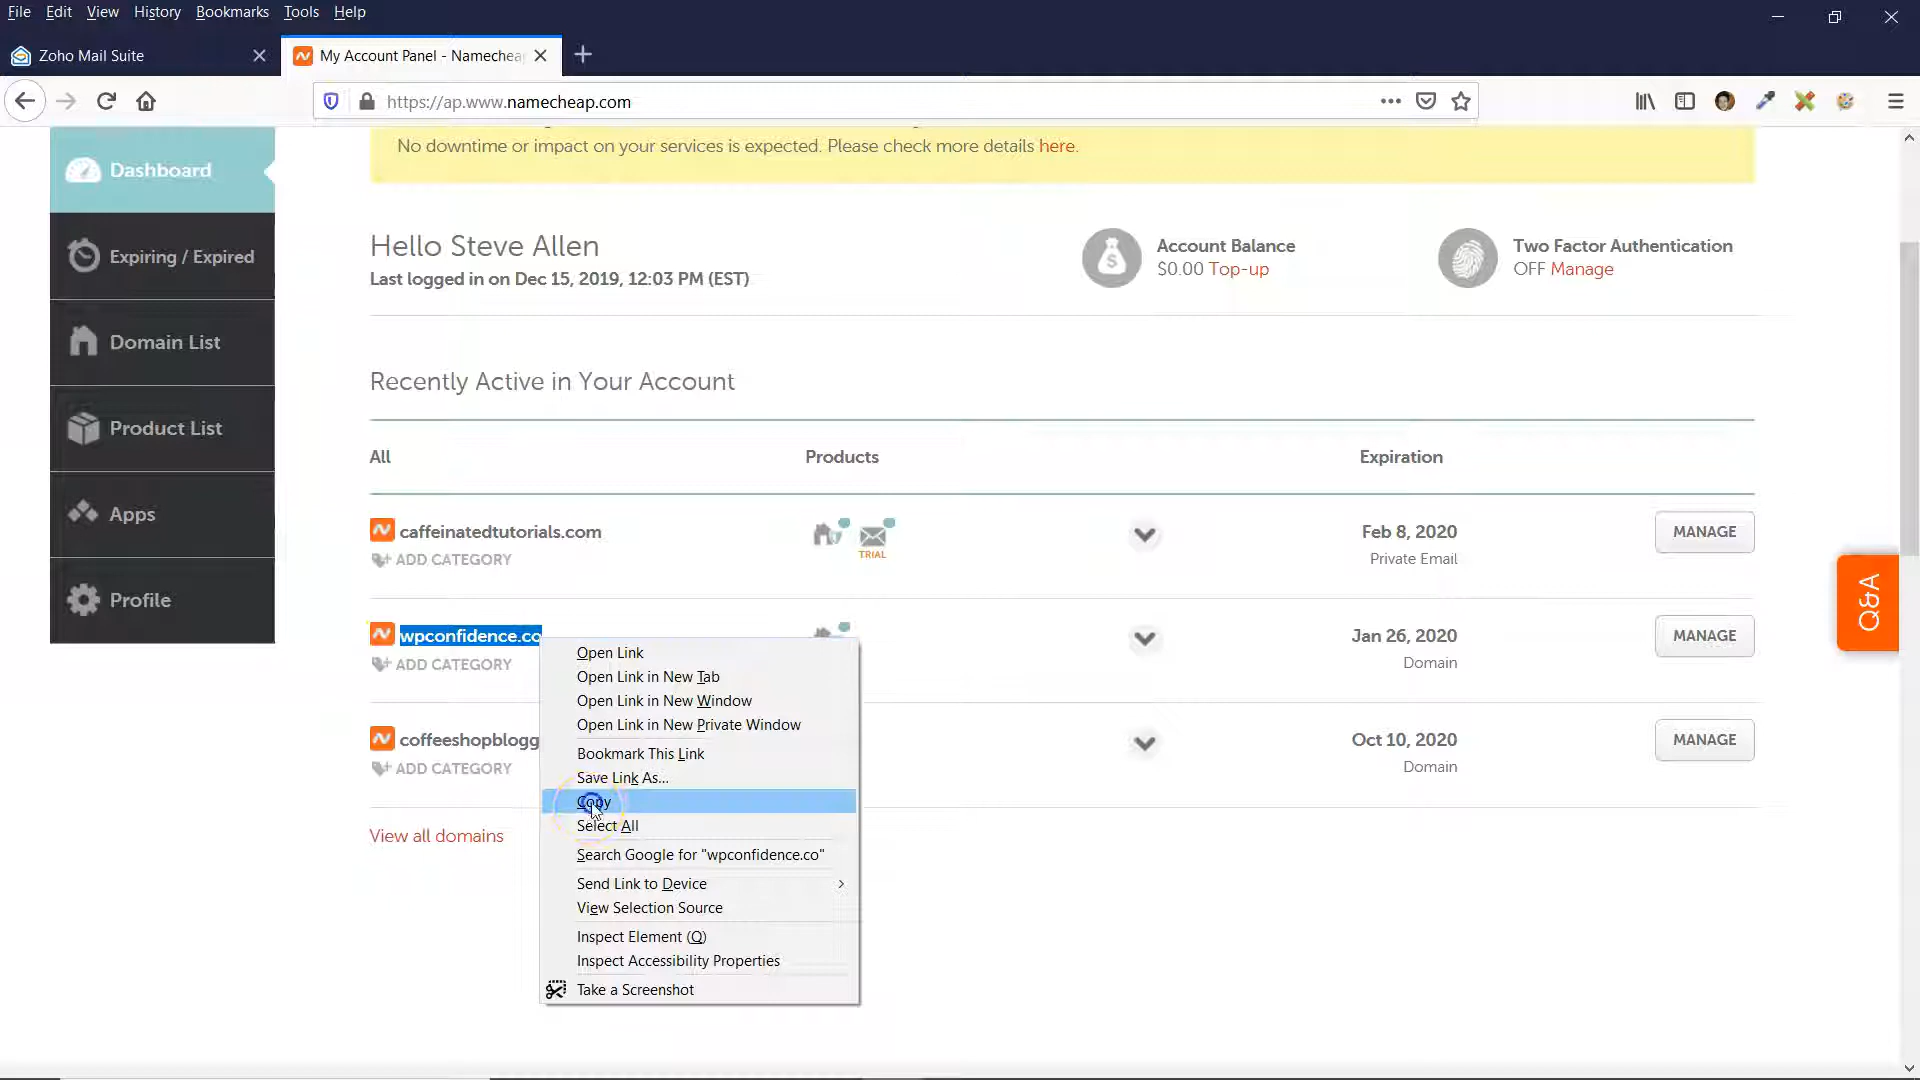 File Edit View History Bookmarks Tools Help
Zoho Mail Suite
My Account Panel - Namecheap
https://ap.www.namecheap.com
No downtime or impact on your services is expected. Please check more details here.
Dashboard
Expiring / Expired
Domain List
Product List
Apps
Profile
Hello Steve Allen
Last logged in on Dec 15, 2019, 12:03 PM (EST)
Account Balance
$0.00 Top-up
Two Factor Authentication
OFF Manage
Recently Active in Your Account
All Products Expiration
caffeinatedtutorials.com
ADD CATEGORY
TRIAL
Feb 8, 2020
Private Email
MANAGE
wpconfidence.co
ADD CATEGORY
Jan 26, 2020
Domain
MANAGE
coffeeshopblogg
ADD CATEGORY
Oct 10, 2020
Domain
MANAGE
View all domains
Open Link
Open Link in New Tab
Open Link in New Window
Open Link in New Private Window
Bookmark This Link
Save Link As...
Copy
Select All
Search Google for "wpconfidence.co"
Send Link to Device
View Selection Source
Inspect Element (Q)
Inspect Accessibility Properties
Take a Screenshot
Q&A